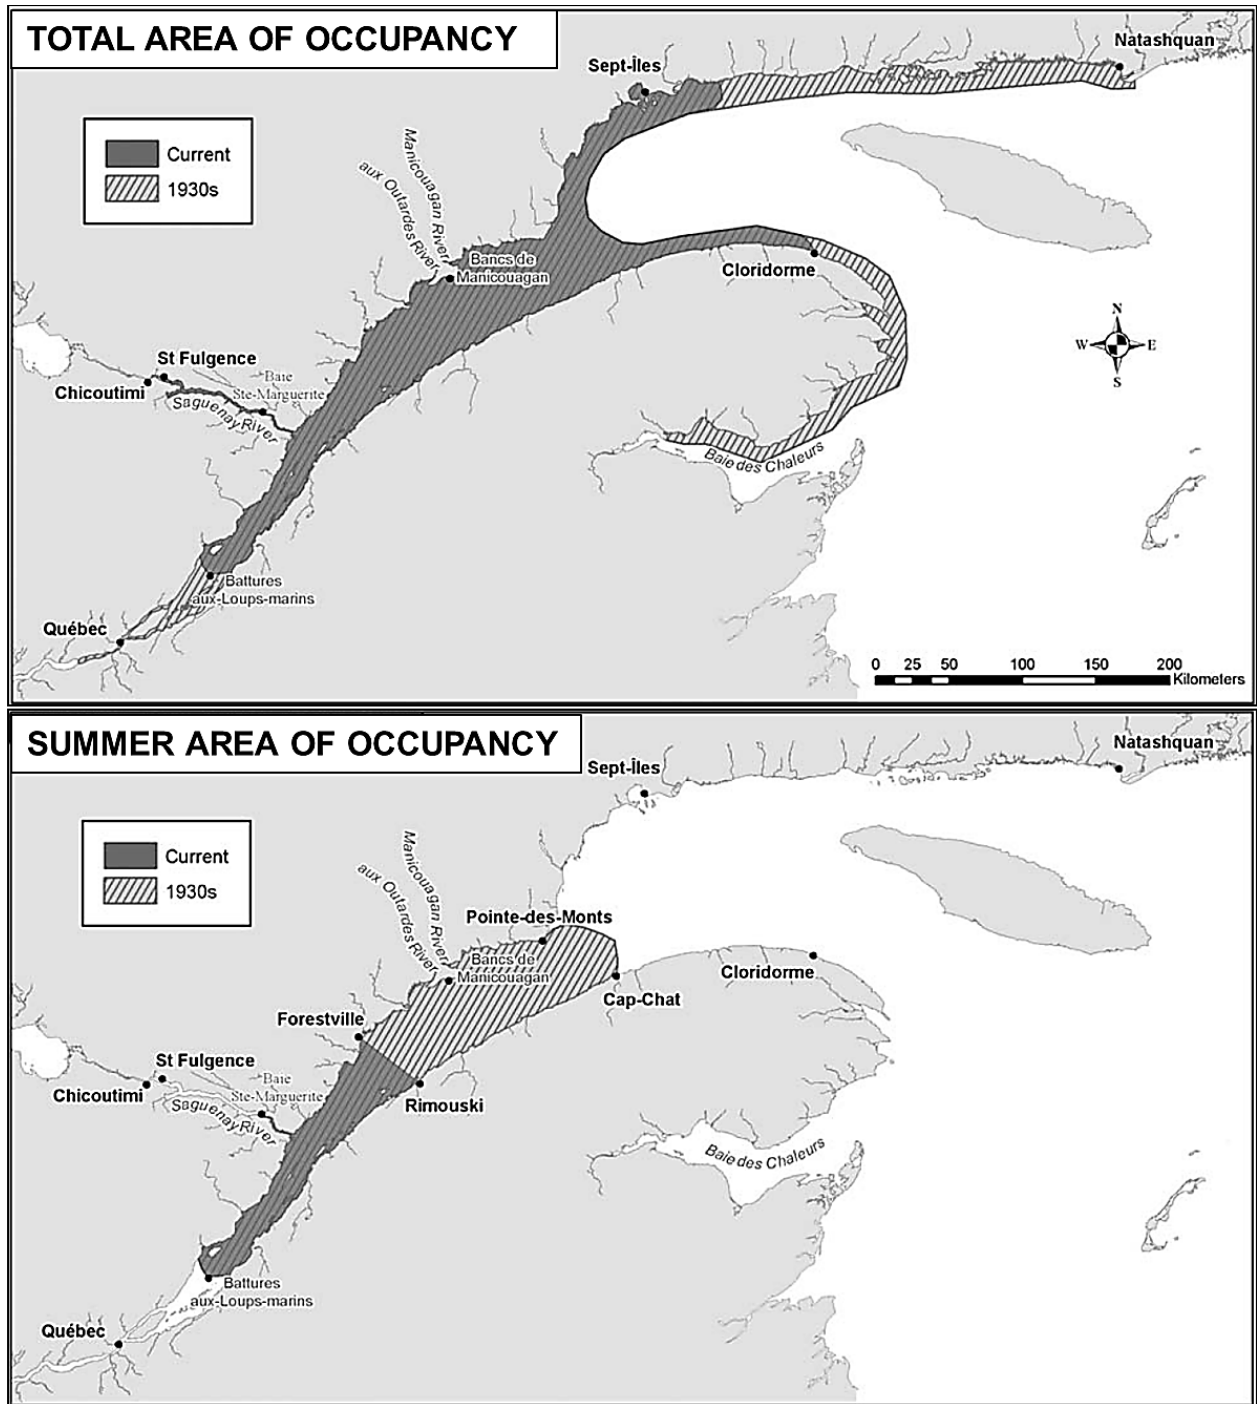 TOTAL AREA OF OCCUPANCY
Natashquan
Sept-Îles
Current
1930s
Manicouagan River
aux Outardes River
Bancs de
Manicouagan
Cloridorme
N
W E
S
St Fulgence
Chicoutimi
Baie
Ste-Marguerite
Saguenay River
Baie des Chaleurs
Battures
aux-Loups-marins
Québec
0 25 50 100 150 200
Kilometers
SUMMER AREA OF OCCUPANCY
Natashquan
Sept-Îles
Current
1930s
Manicouagan River
aux Outardes River
Pointe-des-Monts
Bancs de
Manicouagan
Cloridorme
Cap-Chat
Forestville
St Fulgence
Chicoutimi
Baie
Ste-Marguerite
Saguenay River
Rimouski
Baie des Chaleurs
Battures
aux-Loups-marins
Québec